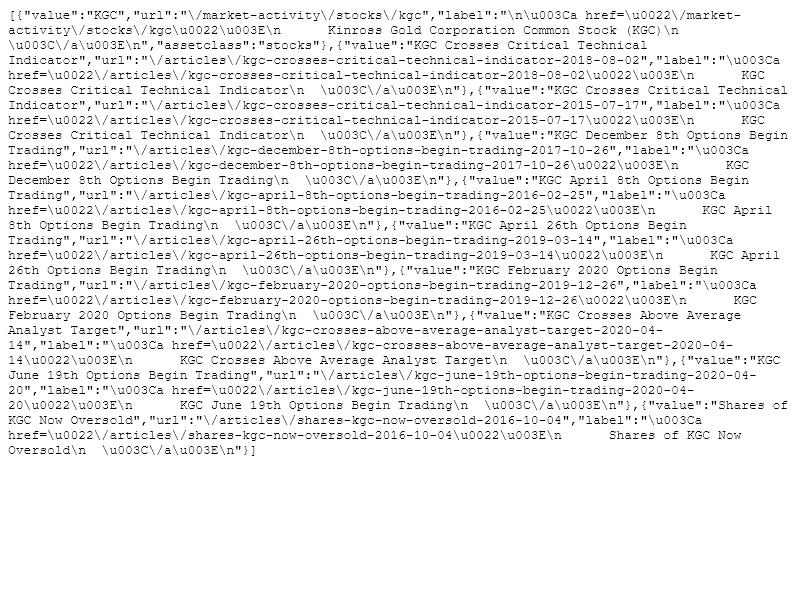 [{"value":"KGC","url":"\/market-activity\/stocks\/kgc","label":"\n\u003Ca href=\u0022\/market-
activity\/stocks\/kgc\u0022\u003E\n      Kinross Gold Corporation Common Stock (KGC)\n
\u003C\/a\u003E\n","assetclass":"stocks"},{"value":"KGC Crosses Critical Technical
Indicator","url":"\/articles\/kgc-crosses-critical-technical-indicator-2018-08-02","label":"\u003Ca
href=\u0022\/articles\/kgc-crosses-critical-technical-indicator-2018-08-02\u0022\u003E\n      KGC
Crosses Critical Technical Indicator\n  \u003C\/a\u003E\n"},{"value":"KGC Crosses Critical Technical
Indicator","url":"\/articles\/kgc-crosses-critical-technical-indicator-2015-07-17","label":"\u003Ca
href=\u0022\/articles\/kgc-crosses-critical-technical-indicator-2015-07-17\u0022\u003E\n      KGC
Crosses Critical Technical Indicator\n  \u003C\/a\u003E\n"},{"value":"KGC December 8th Options Begin
Trading","url":"\/articles\/kgc-december-8th-options-begin-trading-2017-10-26","label":"\u003Ca
href=\u0022\/articles\/kgc-december-8th-options-begin-trading-2017-10-26\u0022\u003E\n      KGC
December 8th Options Begin Trading\n  \u003C\/a\u003E\n"},{"value":"KGC April 8th Options Begin
Trading","url":"\/articles\/kgc-april-8th-options-begin-trading-2016-02-25","label":"\u003Ca
href=\u0022\/articles\/kgc-april-8th-options-begin-trading-2016-02-25\u0022\u003E\n      KGC April
8th Options Begin Trading\n  \u003C\/a\u003E\n"},{"value":"KGC April 26th Options Begin
Trading","url":"\/articles\/kgc-april-26th-options-begin-trading-2019-03-14","label":"\u003Ca
href=\u0022\/articles\/kgc-april-26th-options-begin-trading-2019-03-14\u0022\u003E\n      KGC April
26th Options Begin Trading\n  \u003C\/a\u003E\n"},{"value":"KGC February 2020 Options Begin
Trading","url":"\/articles\/kgc-february-2020-options-begin-trading-2019-12-26","label":"\u003Ca
href=\u0022\/articles\/kgc-february-2020-options-begin-trading-2019-12-26\u0022\u003E\n      KGC
February 2020 Options Begin Trading\n  \u003C\/a\u003E\n"},{"value":"KGC Crosses Above Average
Analyst Target","url":"\/articles\/kgc-crosses-above-average-analyst-target-2020-04-
14","label":"\u003Ca href=\u0022\/articles\/kgc-crosses-above-average-analyst-target-2020-04-
14\u0022\u003E\n      KGC Crosses Above Average Analyst Target\n  \u003C\/a\u003E\n"},{"value":"KGC
June 19th Options Begin Trading","url":"\/articles\/kgc-june-19th-options-begin-trading-2020-04-
20","label":"\u003Ca href=\u0022\/articles\/kgc-june-19th-options-begin-trading-2020-04-
20\u0022\u003E\n      KGC June 19th Options Begin Trading\n  \u003C\/a\u003E\n"},{"value":"Shares of
KGC Now Oversold","url":"\/articles\/shares-kgc-now-oversold-2016-10-04","label":"\u003Ca
href=\u0022\/articles\/shares-kgc-now-oversold-2016-10-04\u0022\u003E\n      Shares of KGC Now
Oversold\n  \u003C\/a\u003E\n"}]